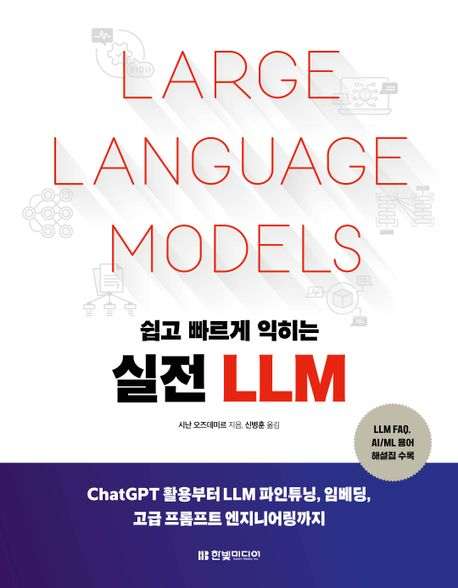 LARGE
LANGUAGE
MODELS
쉽고 빠르게 익히는
실전 LLM
시난 오즈데미르 지음, 신병훈 옮김
LLM FAQ,
AI/ML 용어
해설집 수록
ChatGPT 활용부터 LLM 파인튜닝, 임베딩,
고급 프롬프트 엔지니어링까지
한빛미디어